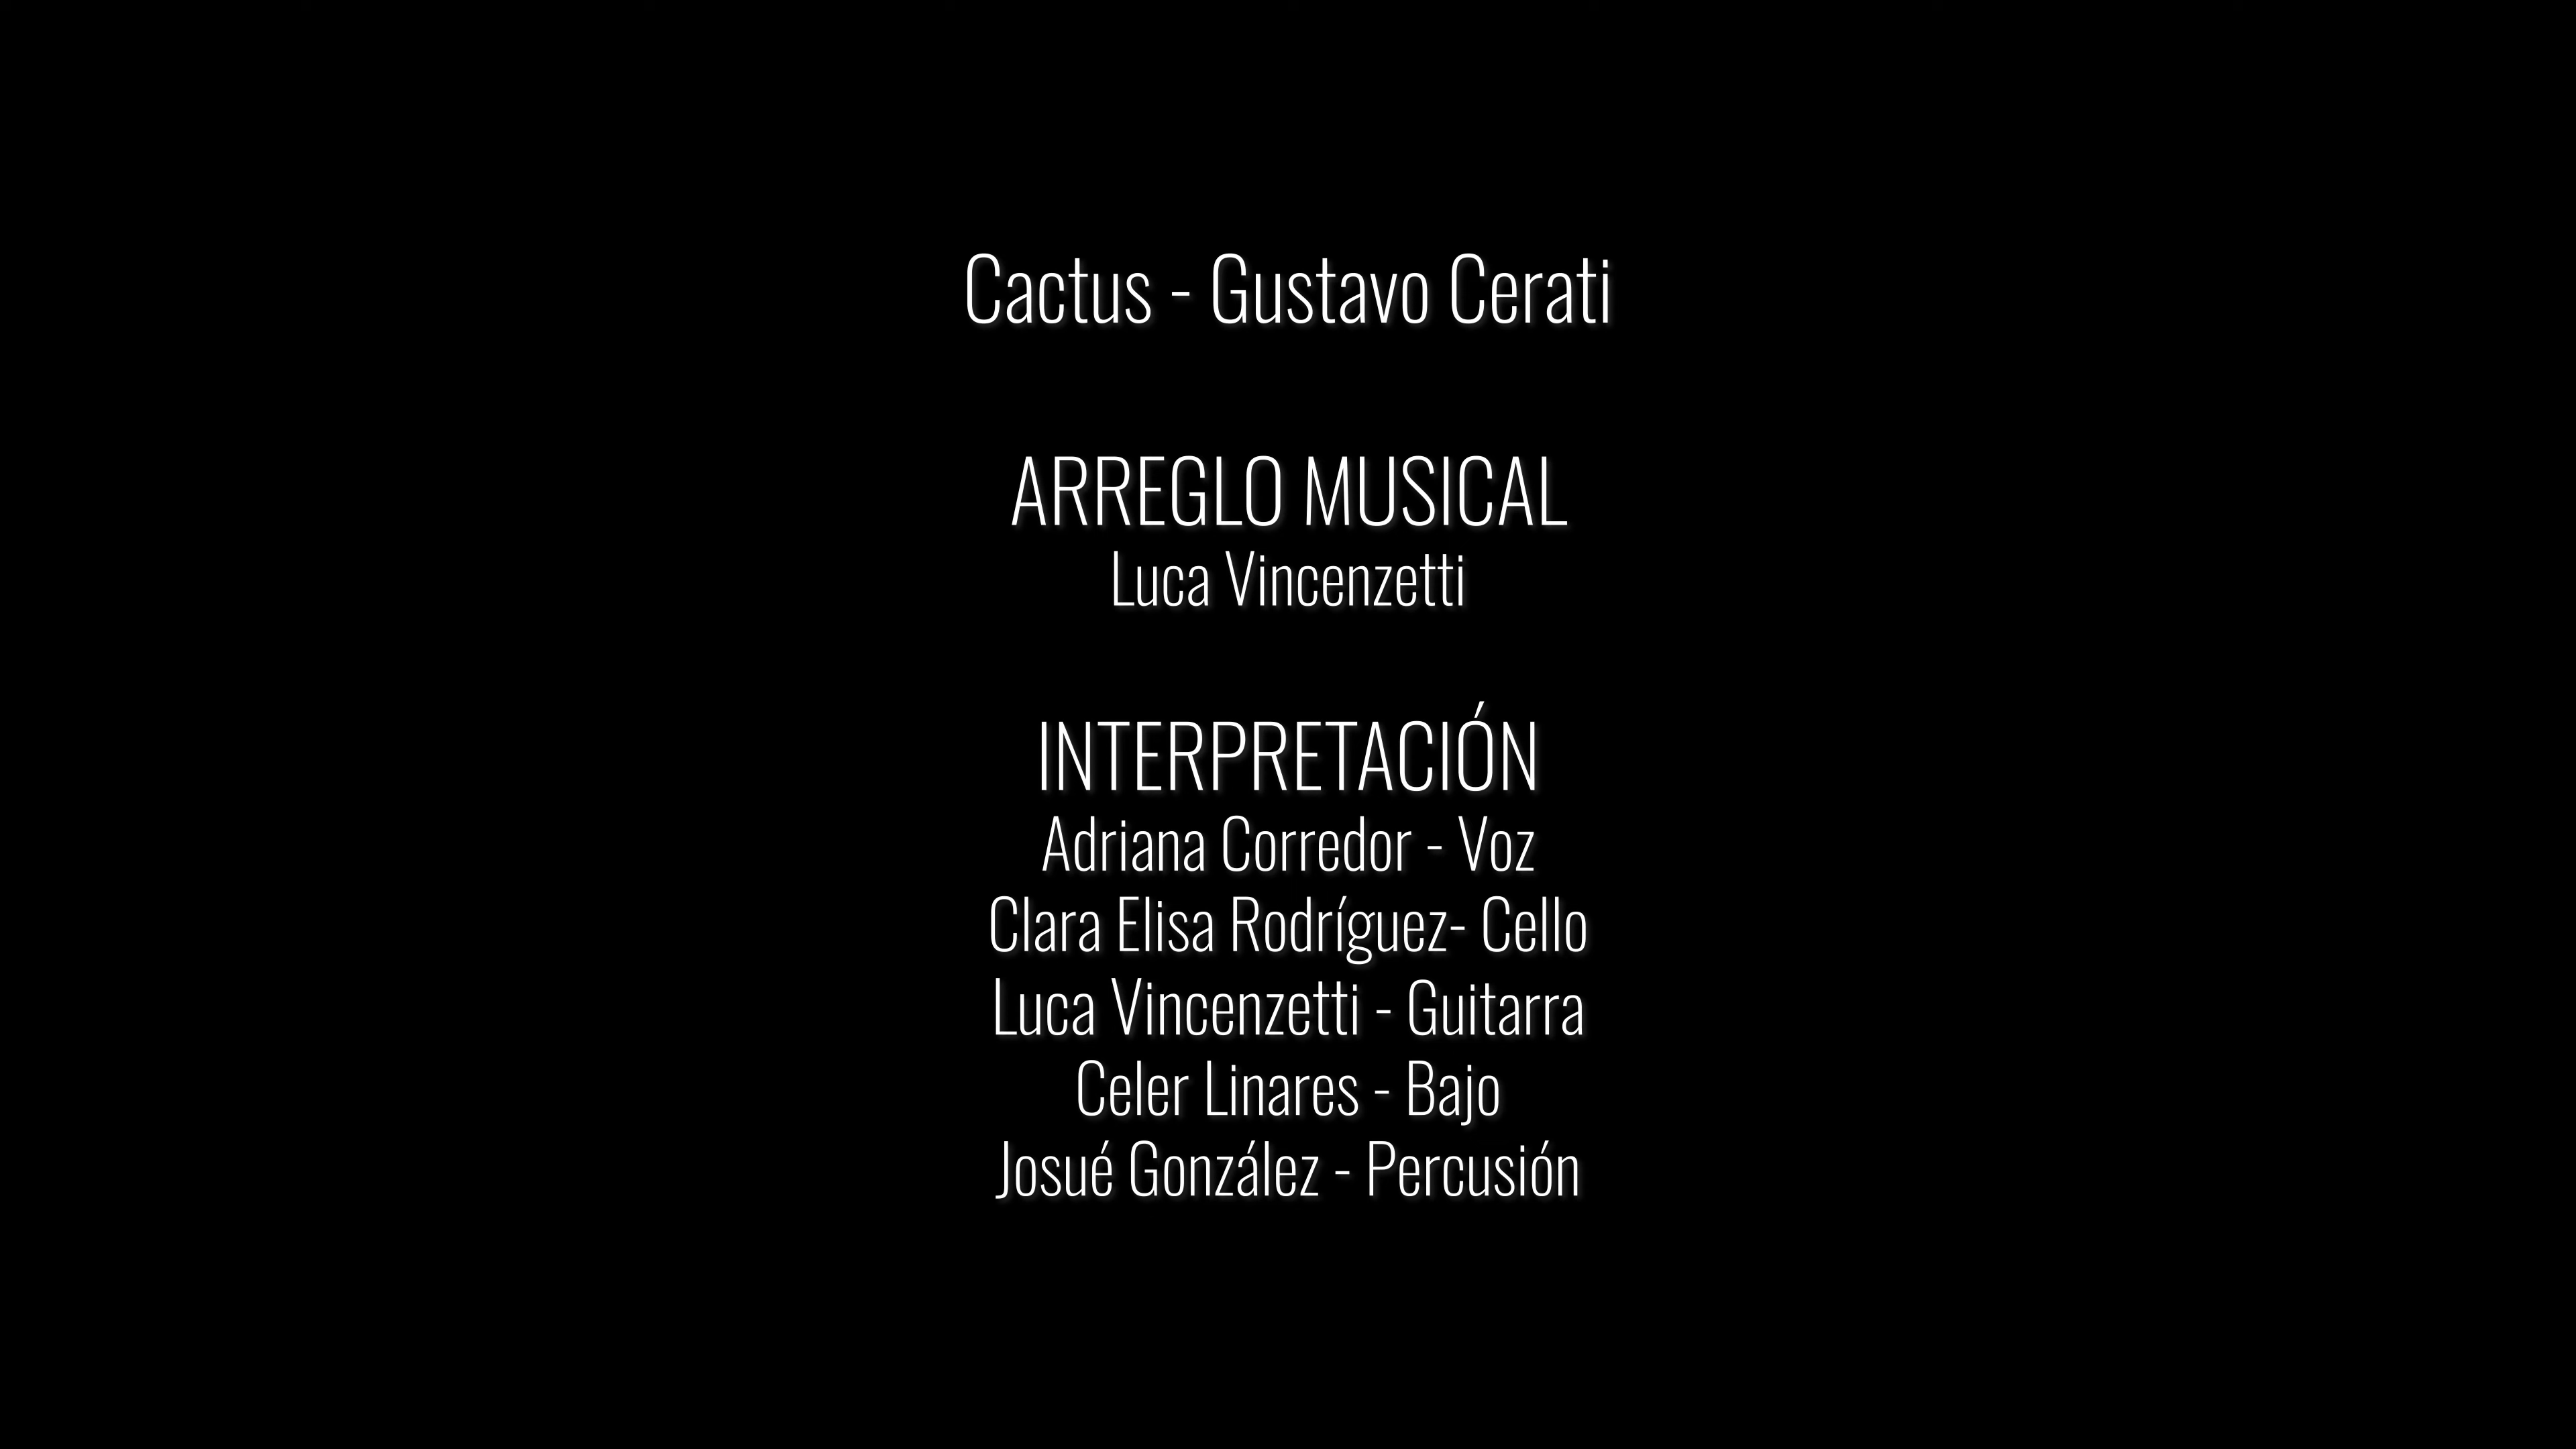 Cactus - Gustavo Cerati
ARREGLO MUSICAL
Luca Vincenzetti
INTERPRETACIÓN
Adriana Corredor - Voz
Clara Elisa Rodríguez- Cello
Luca Vincenzetti - Guitarra
Celer Linares - Bajo
Josué González - Percusión